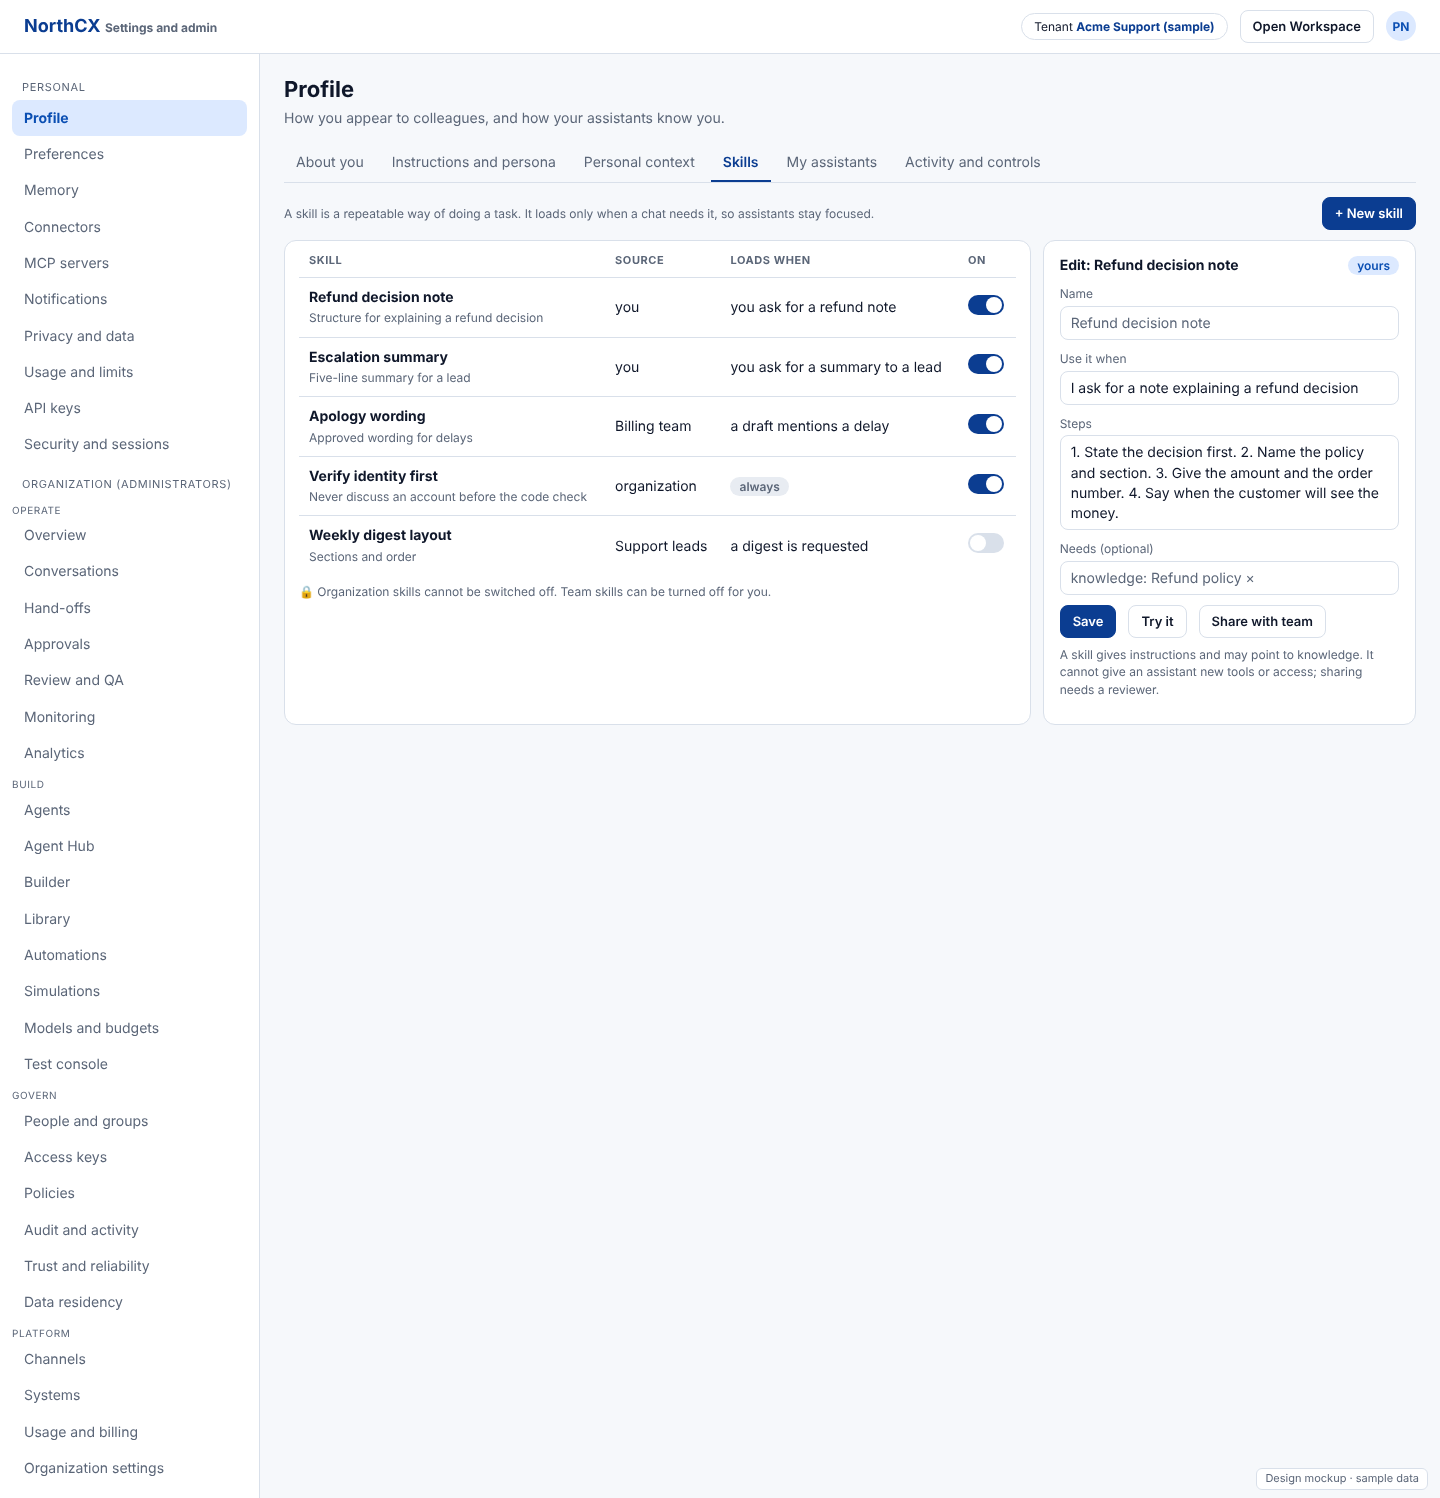 NorthCX Settings and admin
Tenant Acme Support (sample)
Open Workspace
PN
PERSONAL
Profile
Preferences
Memory
Connectors
MCP servers
Notifications
Privacy and data
Usage and limits
API keys
Security and sessions
ORGANIZATION (ADMINISTRATORS)
OPERATE
Overview
Conversations
Hand-offs
Approvals
Review and QA
Monitoring
Analytics
BUILD
Agents
Agent Hub
Builder
Library
Automations
Simulations
Models and budgets
Test console
GOVERN
People and groups
Access keys
Policies
Audit and activity
Trust and reliability
Data residency
PLATFORM
Channels
Systems
Usage and billing
Organization settings
Profile
How you appear to colleagues, and how your assistants know you.
About you
Instructions and persona
Personal context
Skills
My assistants
Activity and controls
A skill is a repeatable way of doing a task. It loads only when a chat needs it, so assistants stay focused.
+ New skill
SKILL SOURCE LOADS WHEN ON
Refund decision note
Structure for explaining a refund decision
you
you ask for a refund note
Escalation summary
Five-line summary for a lead
you
you ask for a summary to a lead
Apology wording
Approved wording for delays
Billing team
a draft mentions a delay
Verify identity first
Never discuss an account before the code check
organization
always
Weekly digest layout
Sections and order
Support leads
a digest is requested
🔒 Organization skills cannot be switched off. Team skills can be turned off for you.
Edit: Refund decision note
yours
Name
Refund decision note
Use it when
I ask for a note explaining a refund decision
Steps
1. State the decision first. 2. Name the policy
and section. 3. Give the amount and the order
number. 4. Say when the customer will see the
money.
Needs (optional)
knowledge: Refund policy ×
Save
Try it
Share with team
A skill gives instructions and may point to knowledge. It
cannot give an assistant new tools or access; sharing
needs a reviewer.
Design mockup · sample data